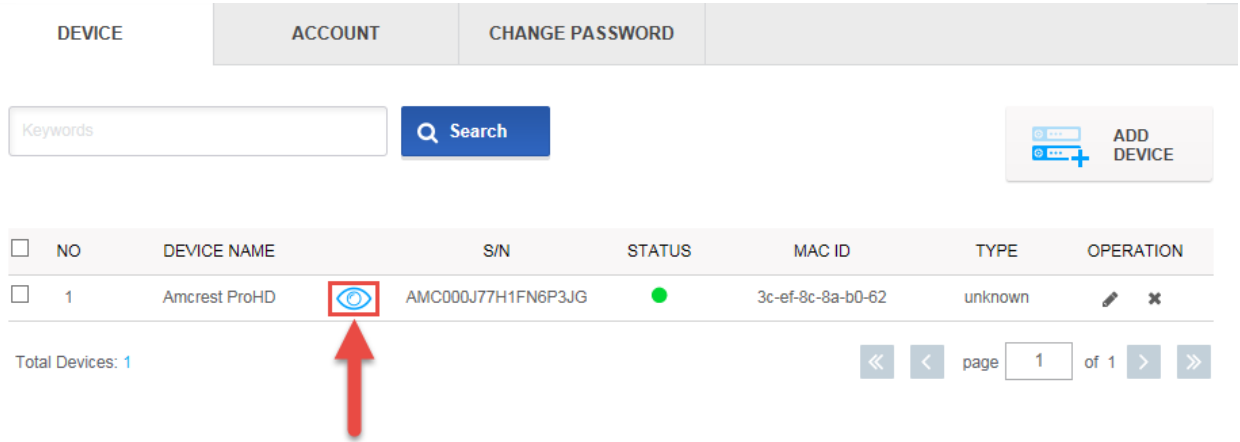 DEVICE ACCOUNT CHANGE PASSWORD
Keywords Search
ADD
DEVICE
NO DEVICE NAME S/N STATUS MAC ID TYPE OPERATION
1 Amcrest ProHD AMC000J77H1FN6P3JG 3c-ef-8c-8a-b0-62 unknown
Total Devices: 1 page 1 of 1